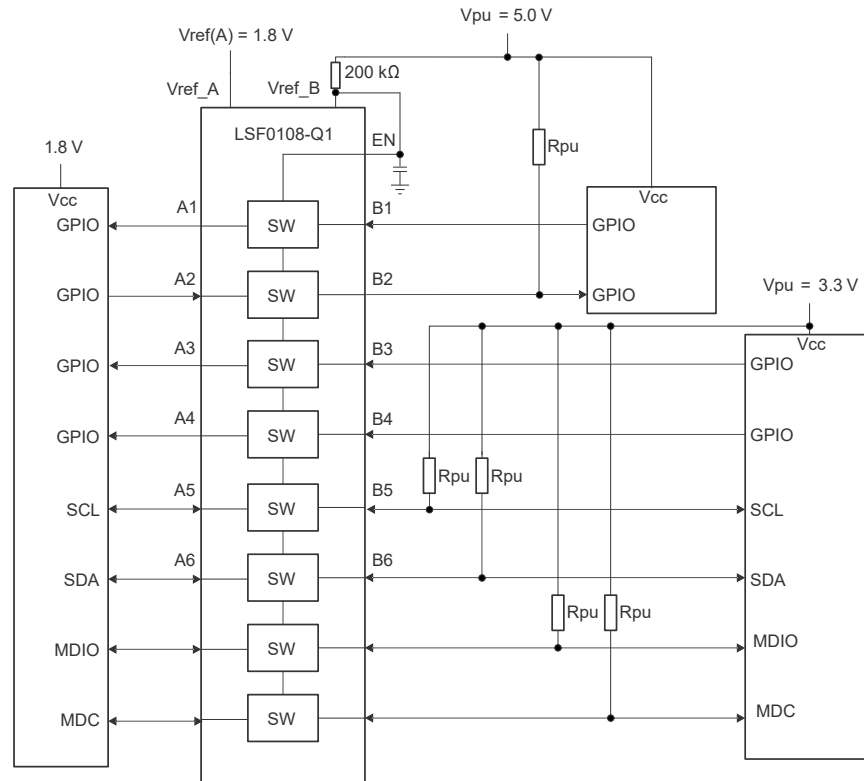 Vpu = 5.0 V
Vref(A) = 1.8 V
200 kΩ
Vref_A
Vref_B
LSF0108-Q1
EN
Rpu
1.8 V
Vcc
Vcc
A1
B1
GPIO
SW
GPIO
A2
B2
GPIO
SW
GPIO
Vpu = 3.3 V
Vcc
A3
B3
GPIO
SW
GPIO
A4
B4
GPIO
SW
GPIO
Rpu
Rpu
A5
B5
SCL
SW
SCL
A6
B6
SDA
SW
SDA
Rpu
Rpu
MDIO
SW
MDIO
MDC
SW
MDC